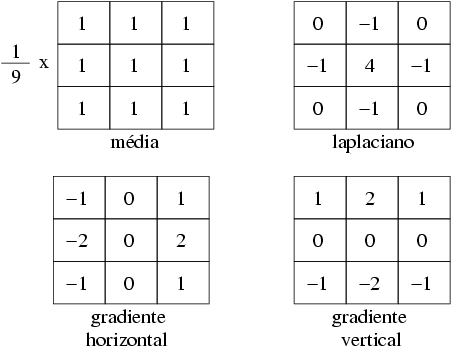 1 1 1
1/9 x 1 1 1
1 1 1
média
0 −1 0
−1 4 −1
0 −1 0
laplaciano
−1 0 1
−2 0 2
−1 0 1
gradiente
horizontal
1 2 1
0 0 0
−1 −2 −1
gradiente
vertical